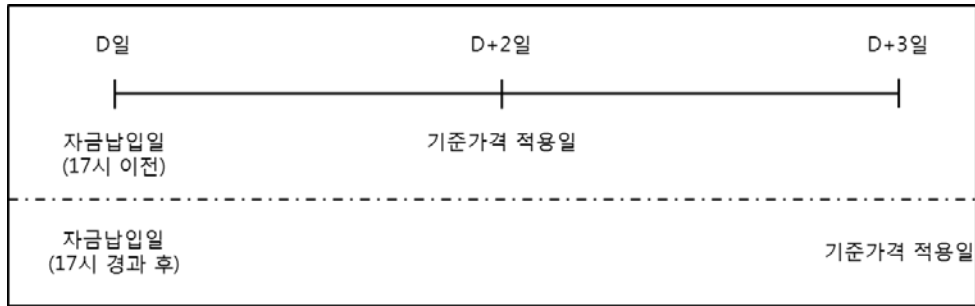 D일 D+2일 D+3일
자금납입일 기준가격 적용일
(17시 이전)
자금납입일 기준가격 적용일
(17시 경과 후)